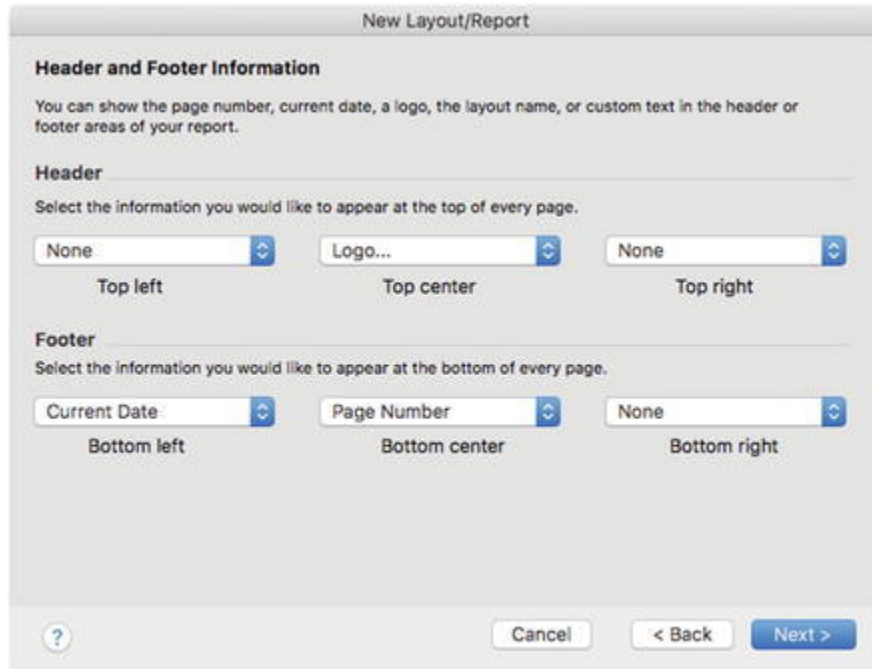 New Layout/Report
Header and Footer Information
You can show the page number, current date, a logo, the layout name, or custom text in the header or
footer areas of your report.
Header
Select the information you would like to appear at the top of every page.
None Logo... None
Top left Top center Top right
Footer
Select the information you would like to appear at the bottom of every page.
Current Date Page Number None
Bottom left Bottom center Bottom right
? Cancel < Back Next >